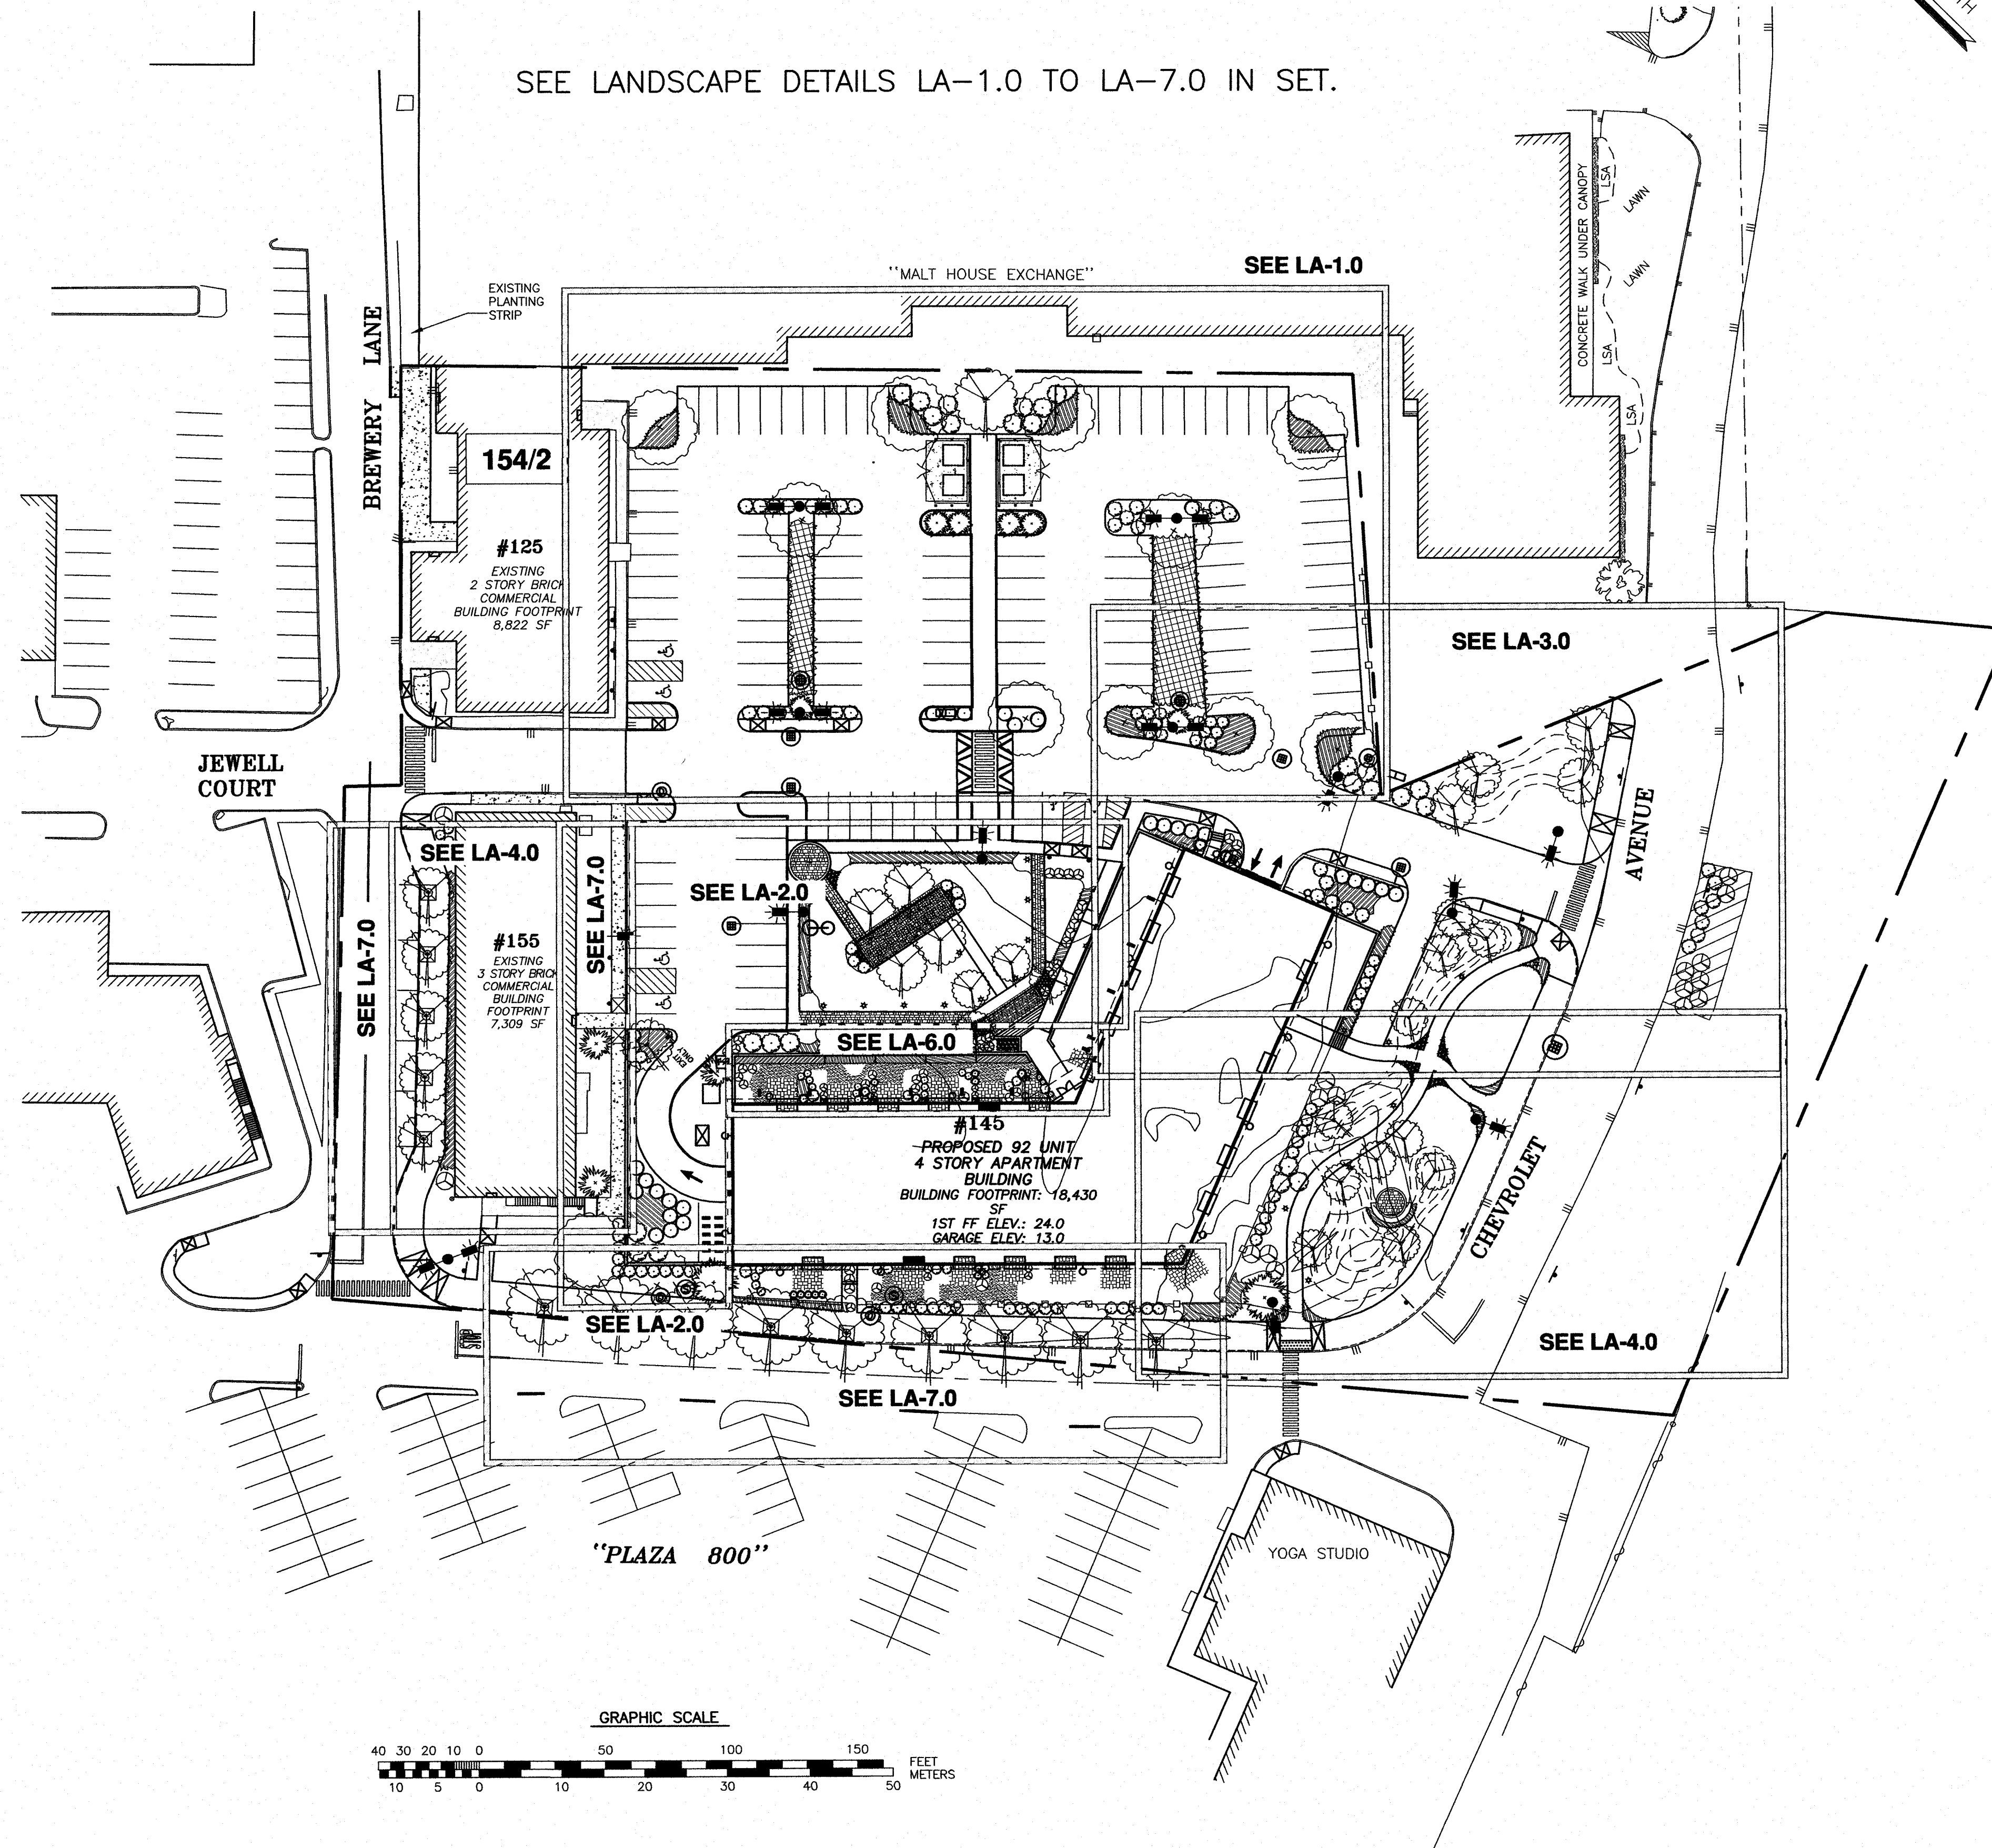 TH
SEE LANDSCAPE DETAILS LA-1.0 TO LA-7.0 IN SET.
CONCRETE WALK UNDER CANOPY
LSA
LAWN
LAWN
LSA
LSA
"MALT HOUSE EXCHANGE"
SEE LA-1.0
EXISTING
PLANTING
STRIP
BREWERY LANE
154/2
#125
EXISTING
2 STORY BRICK
COMMERCIAL
BUILDING FOOTPRINT
8,822 SF
SEE LA-3.0
JEWELL
COURT
AVENUE
SEE LA-4.0
SEE LA-7.0
SEE LA-2.0
SEE LA-7.0
#155
EXISTING
3 STORY BRICK
COMMERCIAL
BUILDING
FOOTPRINT
7,309 SF
SEE LA-6.0
EXIT
ONLY
#145
PROPOSED 92 UNIT
4 STORY APARTMENT
BUILDING
BUILDING FOOTPRINT: 18,430
SF
1ST FF ELEV.: 24.0
GARAGE ELEV: 13.0
CHEVROLET
SEE LA-2.0
SEE LA-4.0
SEE LA-7.0
"PLAZA 800"
YOGA STUDIO
GRAPHIC SCALE
40 30 20 10 0 50 100 150
FEET
METERS
10 5 0 10 20 30 40 50